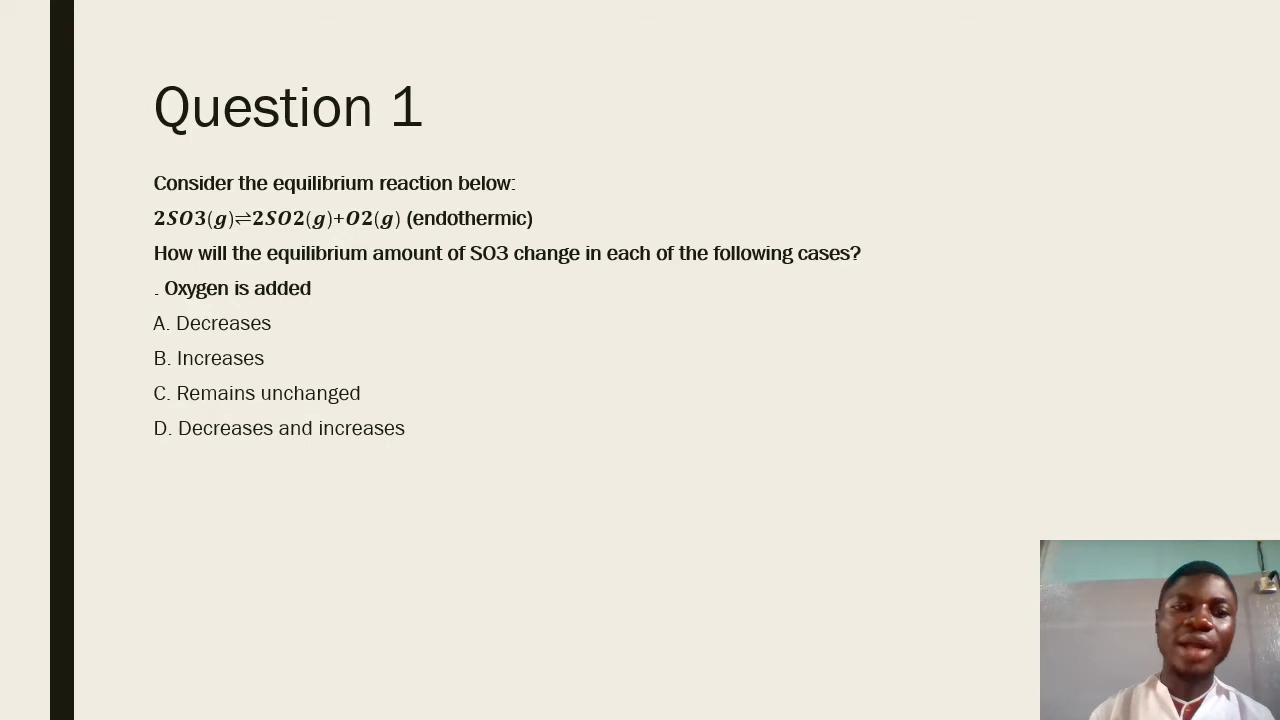 Question 1
Consider the equilibrium reaction below:
2SO3(g)⇌2SO2(g)+O2(g) (endothermic)
How will the equilibrium amount of SO3 change in each of the following cases?
. Oxygen is added
A. Decreases
B. Increases
C. Remains unchanged
D. Decreases and increases